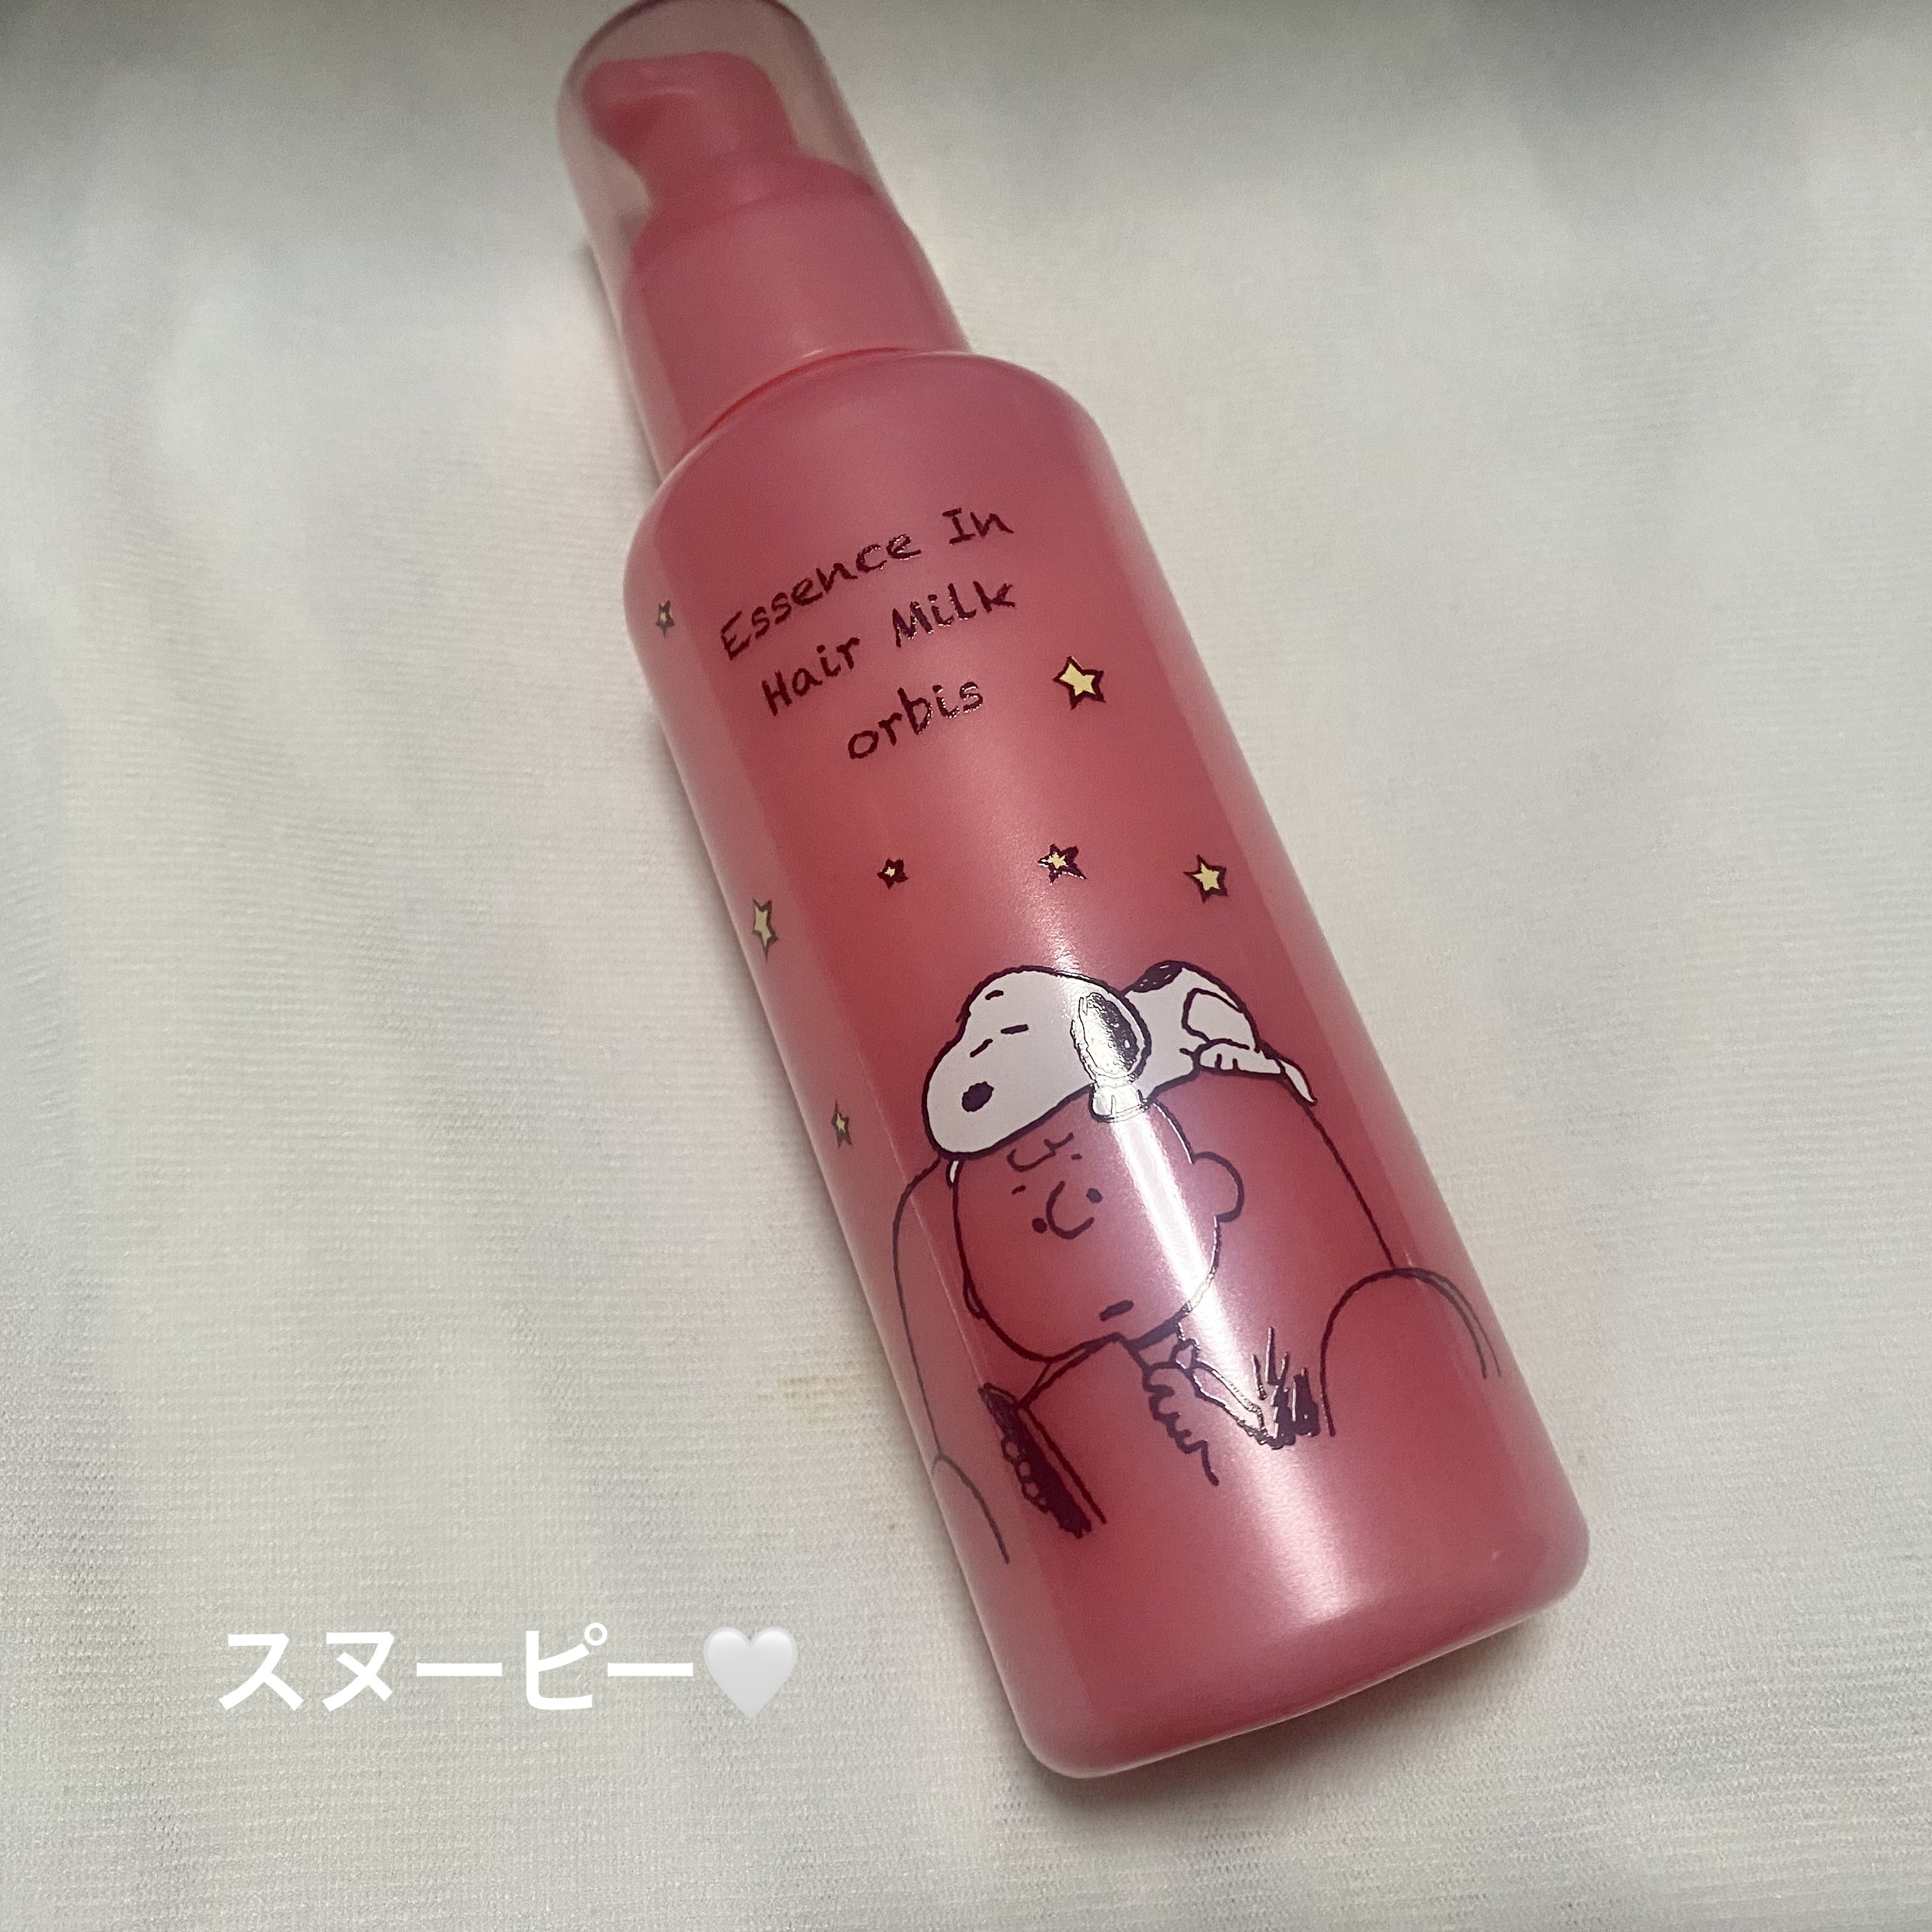 Essence In
Hair Milk
orbis
スヌーピー🤍